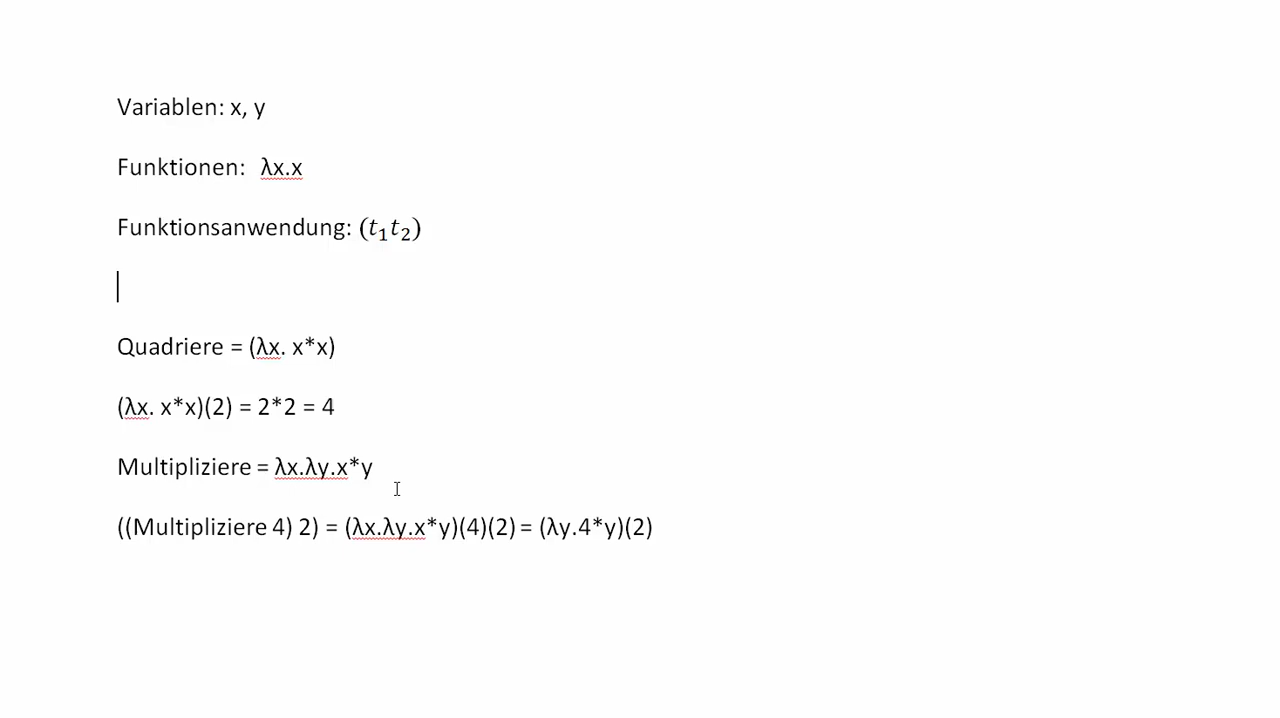 Variablen: x, y
Funktionen: λx.x
Funktionsanwendung: (t₁t₂)
Quadriere = (λx. x*x)
(λx. x*x)(2) = 2*2 = 4
Multipliziere = λx.λy.x*y
((Multipliziere 4) 2) = (λx.λy.x*y)(4)(2) = (λy.4*y)(2)